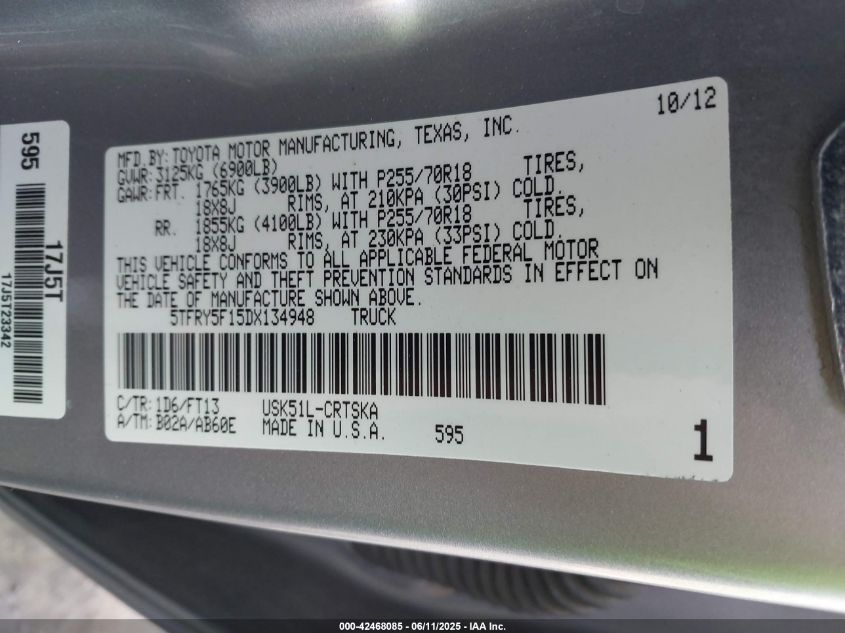 595
17J5T
17J5T23342
10/12
MFD.BY:TOYOTA MOTOR MANUFACTURING, TEXAS, INC.
GVWR:3125KG (6900LB)
GAWR:FRT. 1765KG (3900LB) WITH P255/70R18 TIRES,
18X8J RIMS, AT 210KPA (30PSI) COLD.
RR. 1855KG (4100LB) WITH P255/70R18 TIRES,
18X8J RIMS, AT 230KPA (33PSI) COLD.
THIS VEHICLE CONFORMS TO ALL APPLICABLE FEDERAL MOTOR
VEHICLE SAFETY AND THEFT PREVENTION STANDARDS IN EFFECT ON
THE DATE OF MANUFACTURE SHOWN ABOVE.
5TFRY5F15DX134948 TRUCK
C/TR:1D6/FT13 USK51L-CRTSKA
A/TM:B02A/AB60E MADE IN U.S.A. 595
1
000-42468085 - 06/11/2025 - IAA Inc.